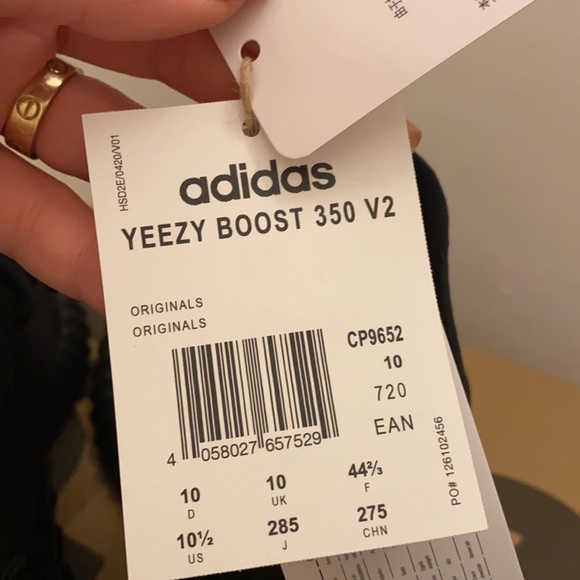 HSD2E/0420/V01
adidas
YEEZY BOOST 350 V2
ORIGINALS
ORIGINALS
CP9652
10
720
EAN
4 058027 657529
10 10 44⅔
D UK F
10½ 285 275
US J CHN
PO# 126102456